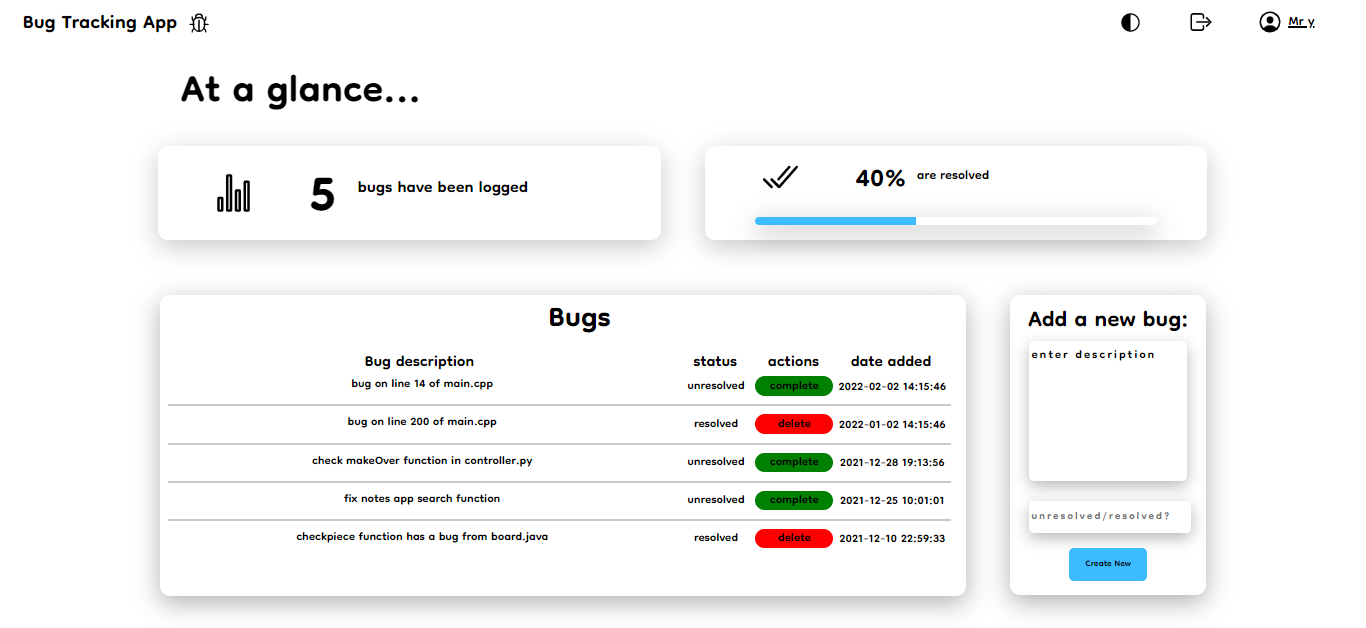 Bug Tracking App
Mr y
At a glance...
5 bugs have been logged
40% are resolved
Bugs
Bug description status actions date added
bug on line 14 of main.cpp unresolved complete 2022-02-02 14:15:46
bug on line 200 of main.cpp resolved delete 2022-01-02 14:15:46
check makeOver function in controller.py unresolved complete 2021-12-28 19:13:56
fix notes app search function unresolved complete 2021-12-25 10:01:01
checkpiece function has a bug from board.java resolved delete 2021-12-10 22:59:33
Add a new bug:
enter description
unresolved/resolved?
Create New